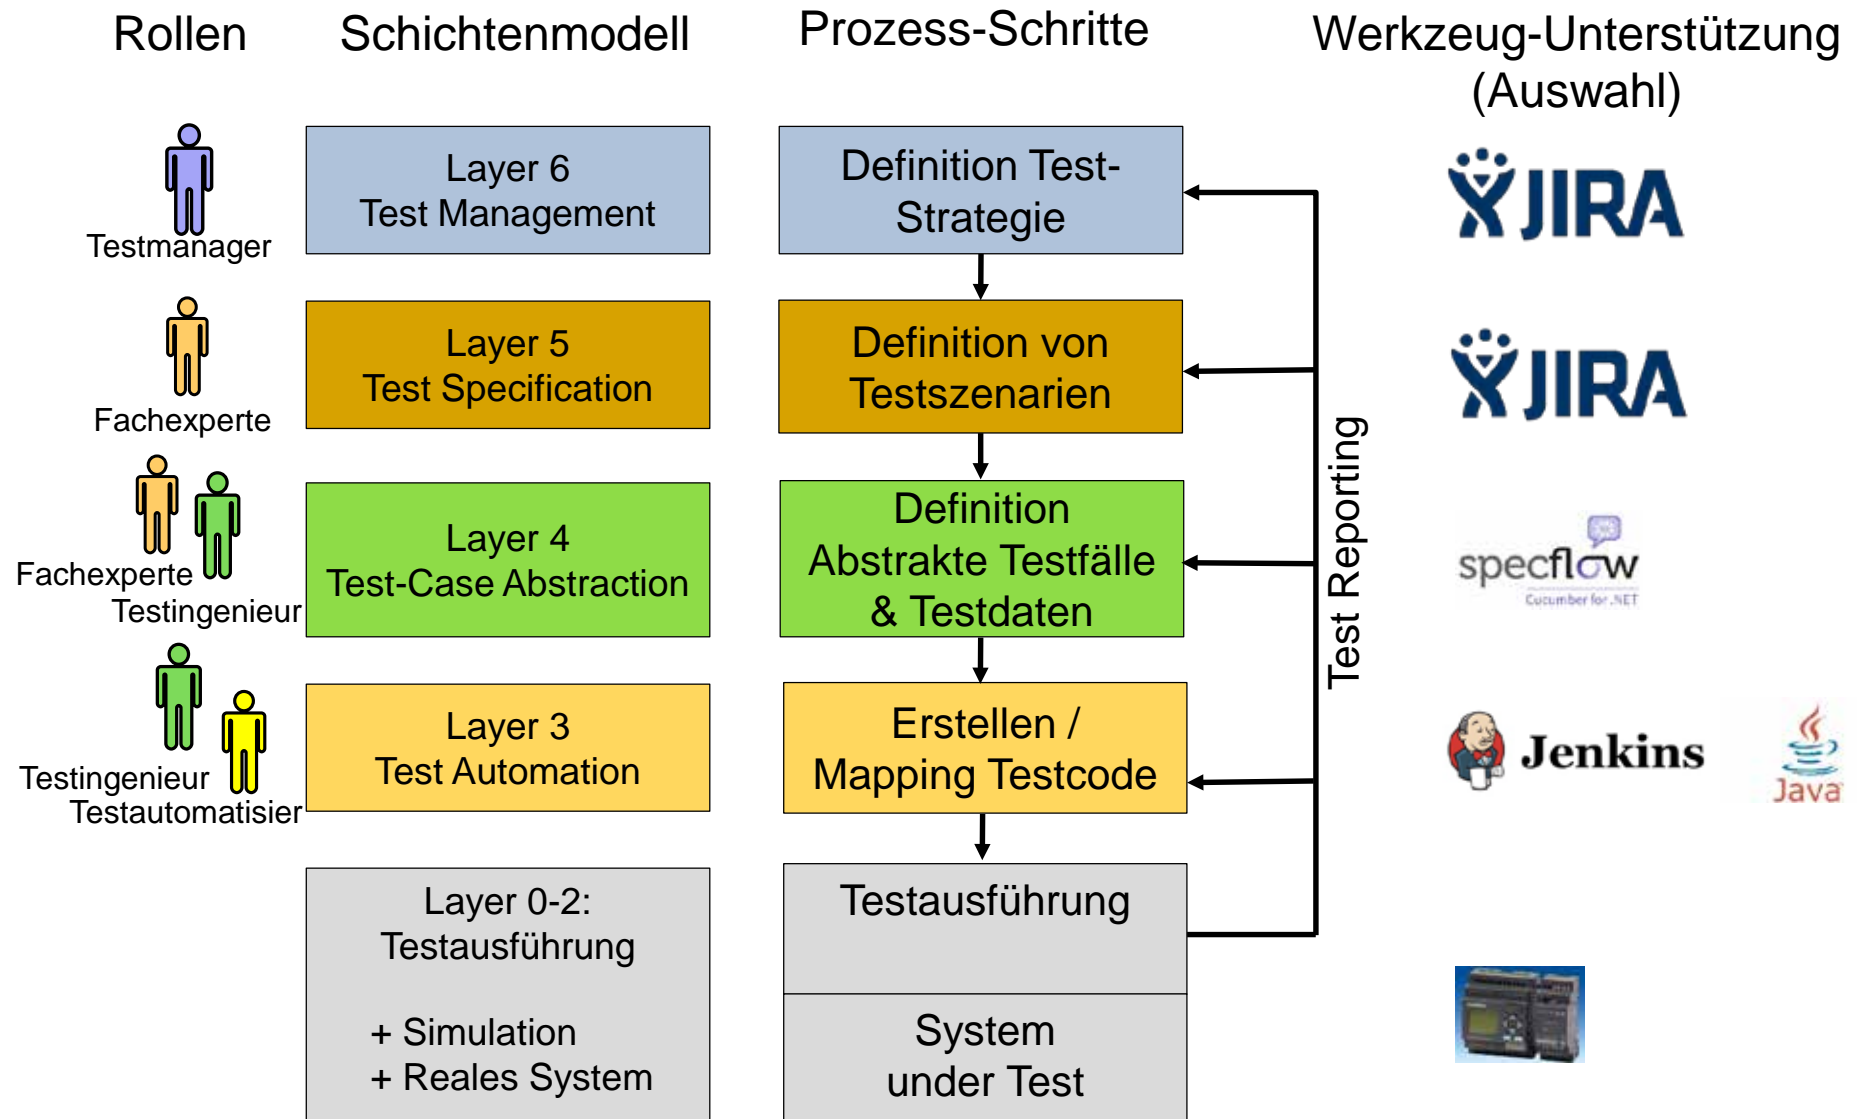 Rollen
Schichtenmodell
Prozess-Schritte
Werkzeug-Unterstützung
(Auswahl)
Testmanager
Layer 6
Test Management
Definition Test-
Strategie
JIRA
Fachexperte
Layer 5
Test Specification
Definition von
Testszenarien
JIRA
Fachexperte
Testingenieur
Layer 4
Test-Case Abstraction
Definition
Abstrakte Testfälle
& Testdaten
Test Reporting
specflow
Cucumber for .NET
Testingenieur
Testautomatisier
Layer 3
Test Automation
Erstellen /
Mapping Testcode
Jenkins
Java
Layer 0-2:
Testausführung
+ Simulation
+ Reales System
Testausführung
System
under Test